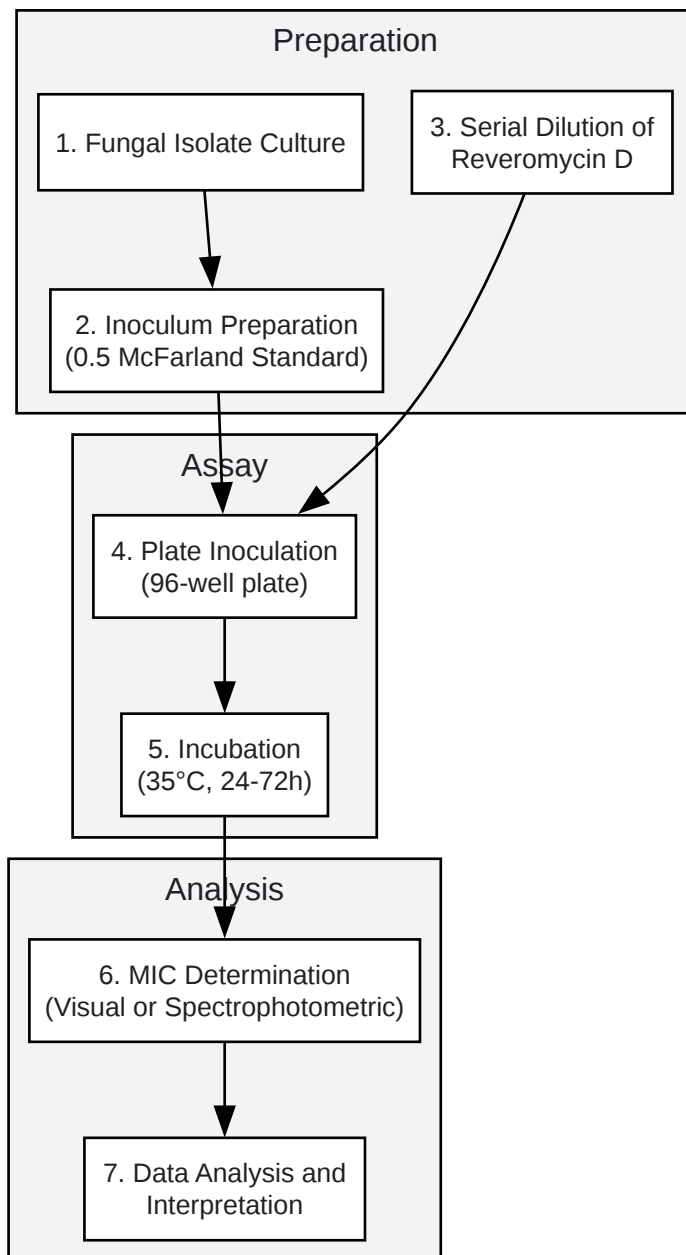 Preparation
1. Fungal Isolate Culture
3. Serial Dilution of
Reveromycin D
2. Inoculum Preparation
(0.5 McFarland Standard)
Assay
4. Plate Inoculation
(96-well plate)
5. Incubation
(35°C, 24-72h)
Analysis
6. MIC Determination
(Visual or Spectrophotometric)
7. Data Analysis and
Interpretation